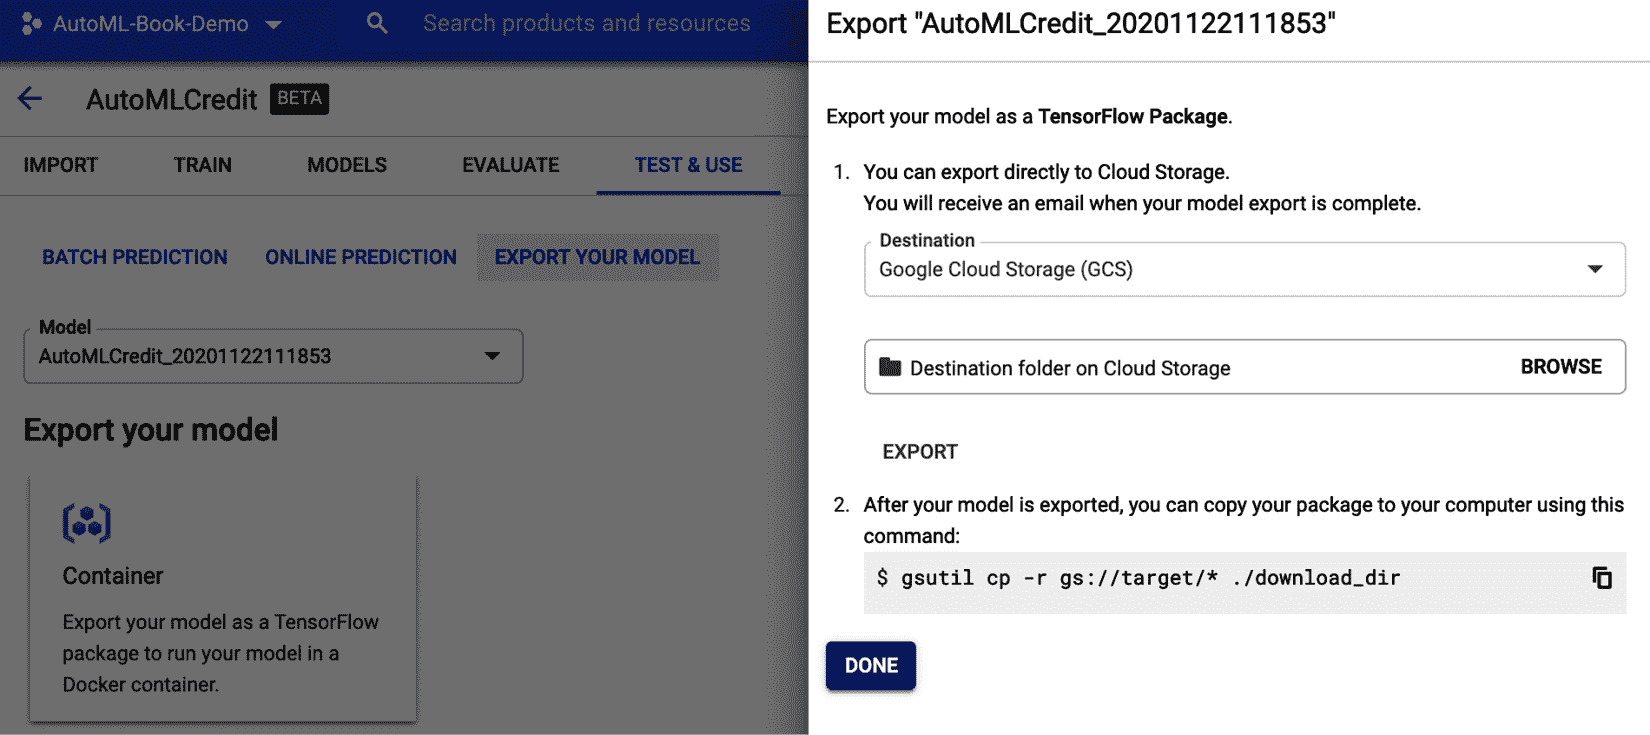 AutoML-Book-Demo
Search products and resources
AutoMLCredit BETA
IMPORT TRAIN MODELS EVALUATE TEST & USE
BATCH PREDICTION ONLINE PREDICTION EXPORT YOUR MODEL
Model
AutoMLCredit_20201122111853
Export your model
Container
Export your model as a TensorFlow
package to run your model in a
Docker container.
Export "AutoMLCredit_20201122111853"
Export your model as a TensorFlow Package.
1. You can export directly to Cloud Storage.
You will receive an email when your model export is complete.
Destination
Google Cloud Storage (GCS)
Destination folder on Cloud Storage BROWSE
EXPORT
2. After your model is exported, you can copy your package to your computer using this
command:
$ gsutil cp -r gs://target/* ./download_dir
DONE